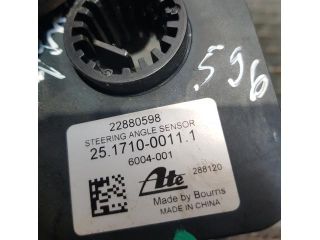 596
22880598
STEERING ANGLE SENSOR
25.1710-0011.1
6004-001
Ate
288120
Made by Bourns
MADE IN CHINA